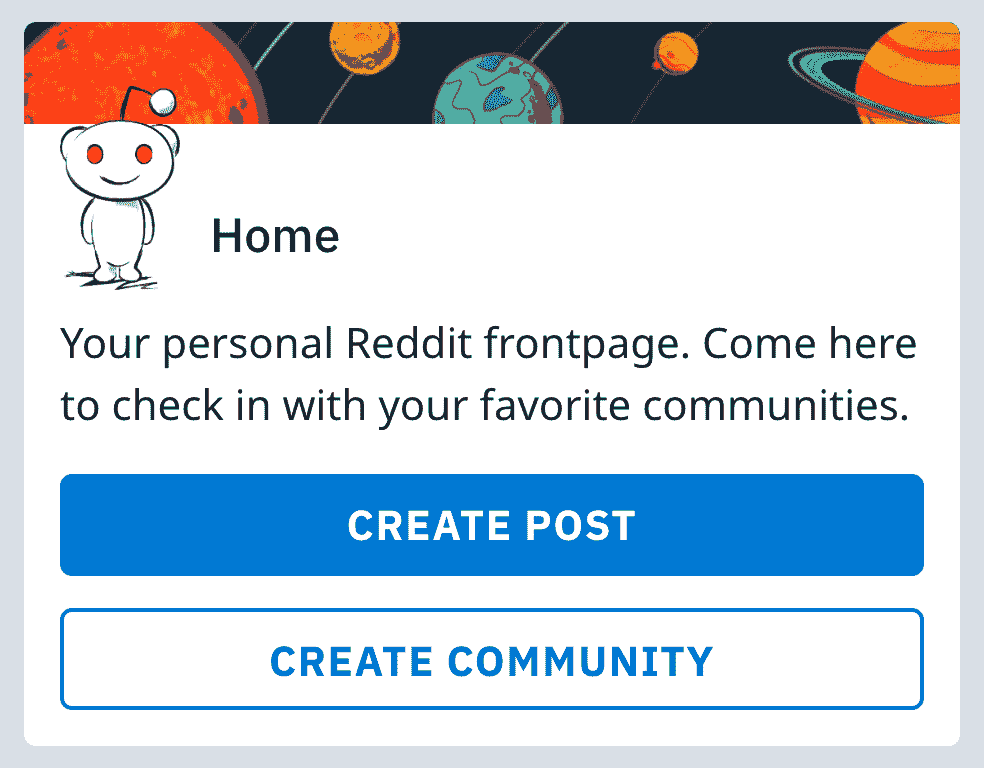 Home
Your personal Reddit frontpage. Come here
to check in with your favorite communities.
CREATE POST
CREATE COMMUNITY